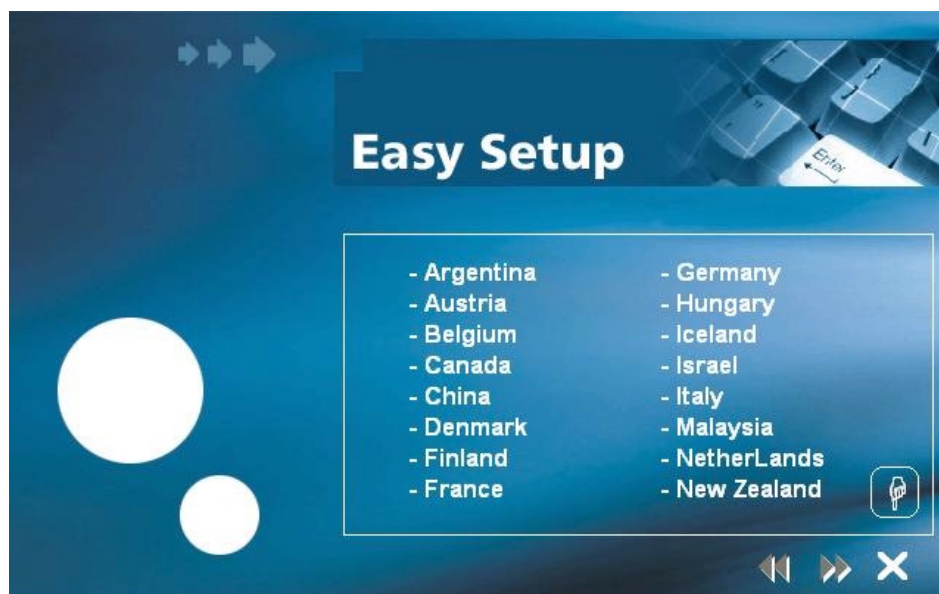 Easy Setup
Enter
- Argentina
- Austria
- Belgium
- Canada
- China
- Denmark
- Finland
- France
- Germany
- Hungary
- Iceland
- Israel
- Italy
- Malaysia
- NetherLands
- New Zealand